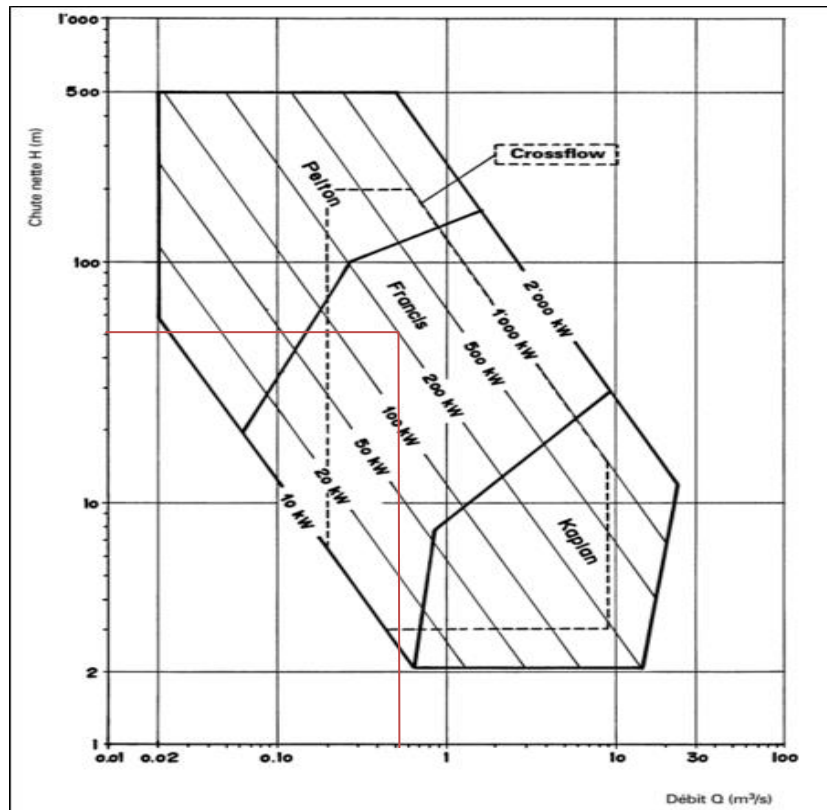 1'000
500
100
10
2
1
Chute nette H (m)
Pelton
Crossflow
Francis
Kaplan
2'000 kW
1'000 kW
500 kW
200 kW
100 kW
50 kW
20 kW
10 kW
0.01
0.02
0.10
1
10
30
100
Débit Q (m³/s)